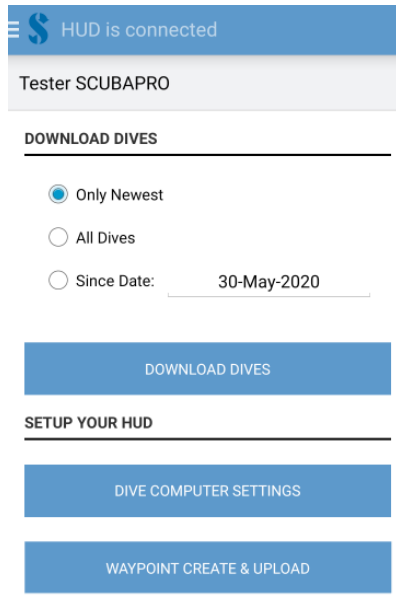 HUD is connected
Tester SCUBAPRO
DOWNLOAD DIVES
Only Newest
All Dives
Since Date: 30-May-2020
DOWNLOAD DIVES
SETUP YOUR HUD
DIVE COMPUTER SETTINGS
WAYPOINT CREATE & UPLOAD